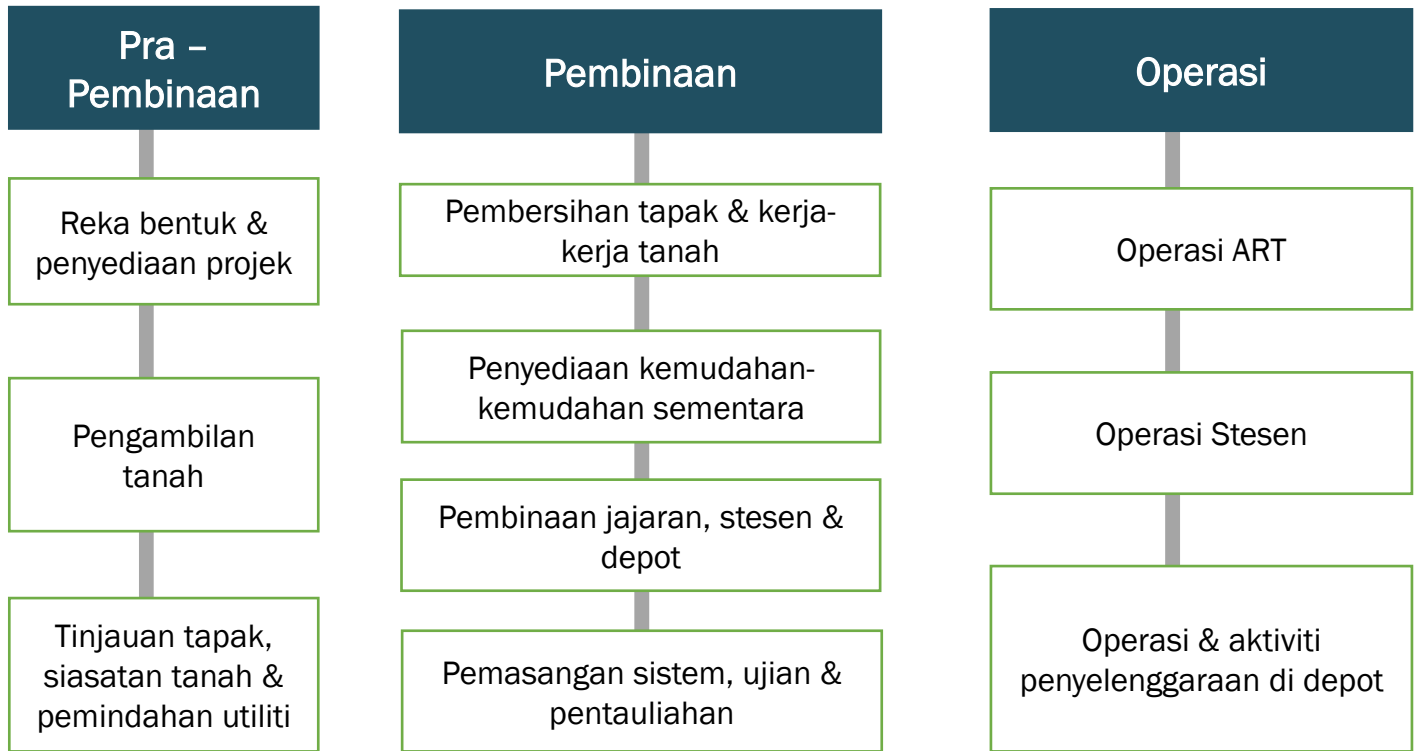 Pra –
Pembinaan
Reka bentuk &
penyediaan projek
Pengambilan
tanah
Tinjauan tapak,
siasatan tanah &
pemindahan utiliti
Pembinaan
Pembersihan tapak & kerja-
kerja tanah
Penyediaan kemudahan-
kemudahan sementara
Pembinaan jajaran, stesen &
depot
Pemasangan sistem, ujian &
pentauliahan
Operasi
Operasi ART
Operasi Stesen
Operasi & aktiviti
penyelenggaraan di depot